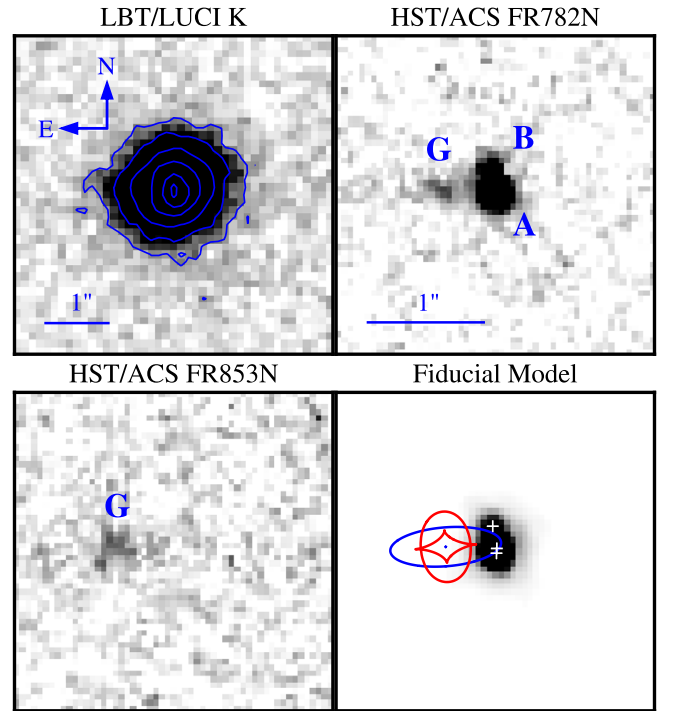 LBT/LUCI K
HST/ACS FR782N
N
E
1"
G
B
A
1"
HST/ACS FR853N
Fiducial Model
G